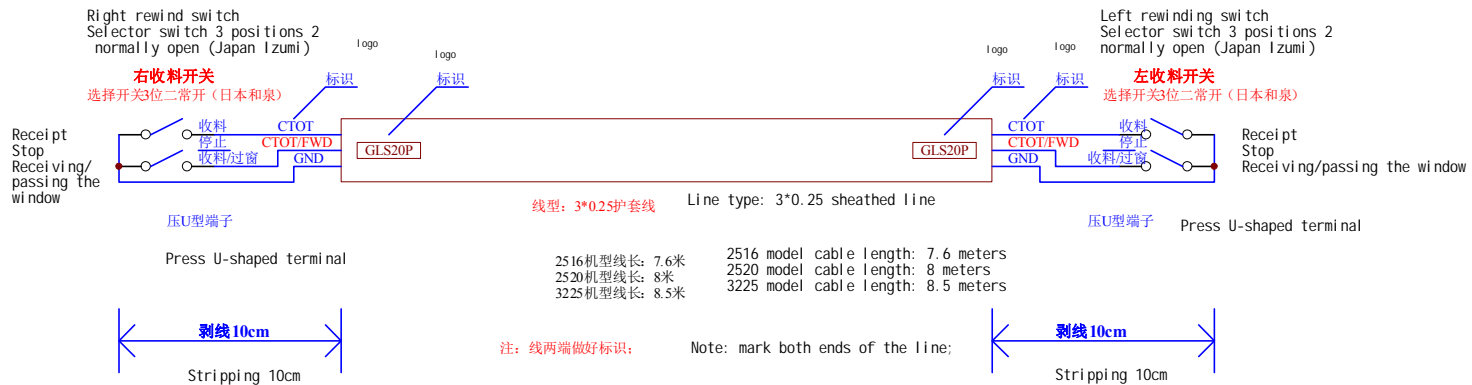 Right rewind switch
Selector switch 3 positions 2
normally open (Japan Izumi)
logo
logo
右收料开关
选择开关3位二常开（日本和泉）
标识
标识
Receipt
Stop
Receiving/
passing the
window
收料
停止
收料/过窗
CTOT
CTOT/FWD
GND
GLS20P
压U型端子
Press U-shaped terminal
剥线10cm
Stripping 10cm
线型：3*0.25护套线
Line type: 3*0.25 sheathed line
2516机型线长：7.6米
2520机型线长：8米
3225机型线长：8.5米
2516 model cable length: 7.6 meters
2520 model cable length: 8 meters
3225 model cable length: 8.5 meters
注：线两端做好标识；
Note: mark both ends of the line;
Left rewinding switch
Selector switch 3 positions 2
normally open (Japan Izumi)
logo
logo
左收料开关
选择开关3位二常开（日本和泉）
标识
标识
GLS20P
CTOT
CTOT/FWD
GND
收料
停止
收料/过窗
Receipt
Stop
Receiving/passing the window
压U型端子
Press U-shaped terminal
剥线10cm
Stripping 10cm